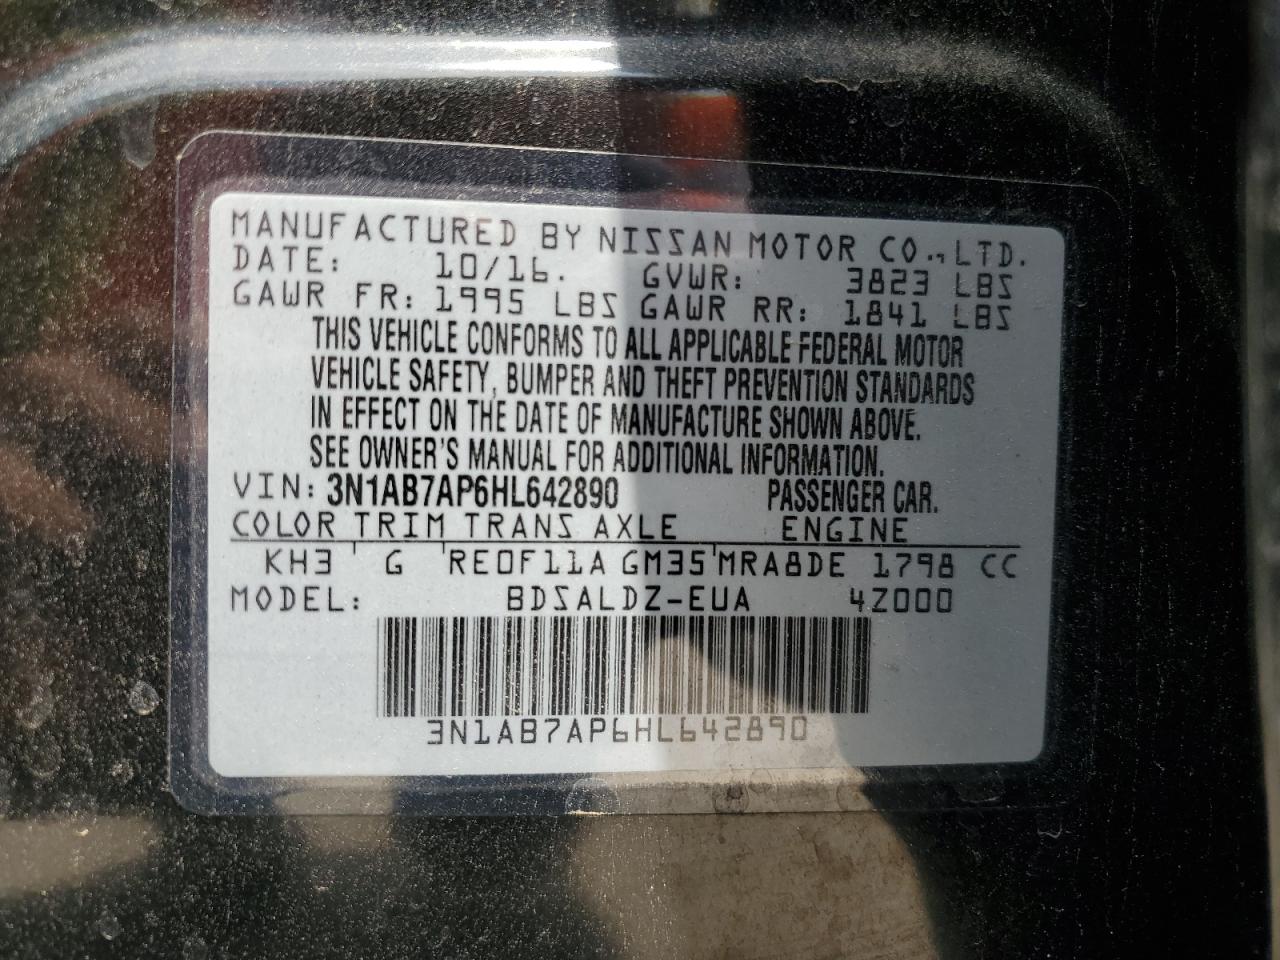 MANUFACTURED BY NISSAN MOTOR CO., LTD.
DATE: 10/16. GVWR: 3823 LBS
GAWR FR: 1995 LBS GAWR RR: 1841 LBS
THIS VEHICLE CONFORMS TO ALL APPLICABLE FEDERAL MOTOR
VEHICLE SAFETY, BUMPER AND THEFT PREVENTION STANDARDS
IN EFFECT ON THE DATE OF MANUFACTURE SHOWN ABOVE.
SEE OWNER'S MANUAL FOR ADDITIONAL INFORMATION.
VIN: 3N1AB7AP6HL642890 PASSENGER CAR.
COLOR TRIM TRANS AXLE ENGINE
KH3 G RE0F11A GM35 MRA8DE 1798 CC
MODEL: BDSALDZ-EUA 4Z000
3N1AB7AP6HL642890